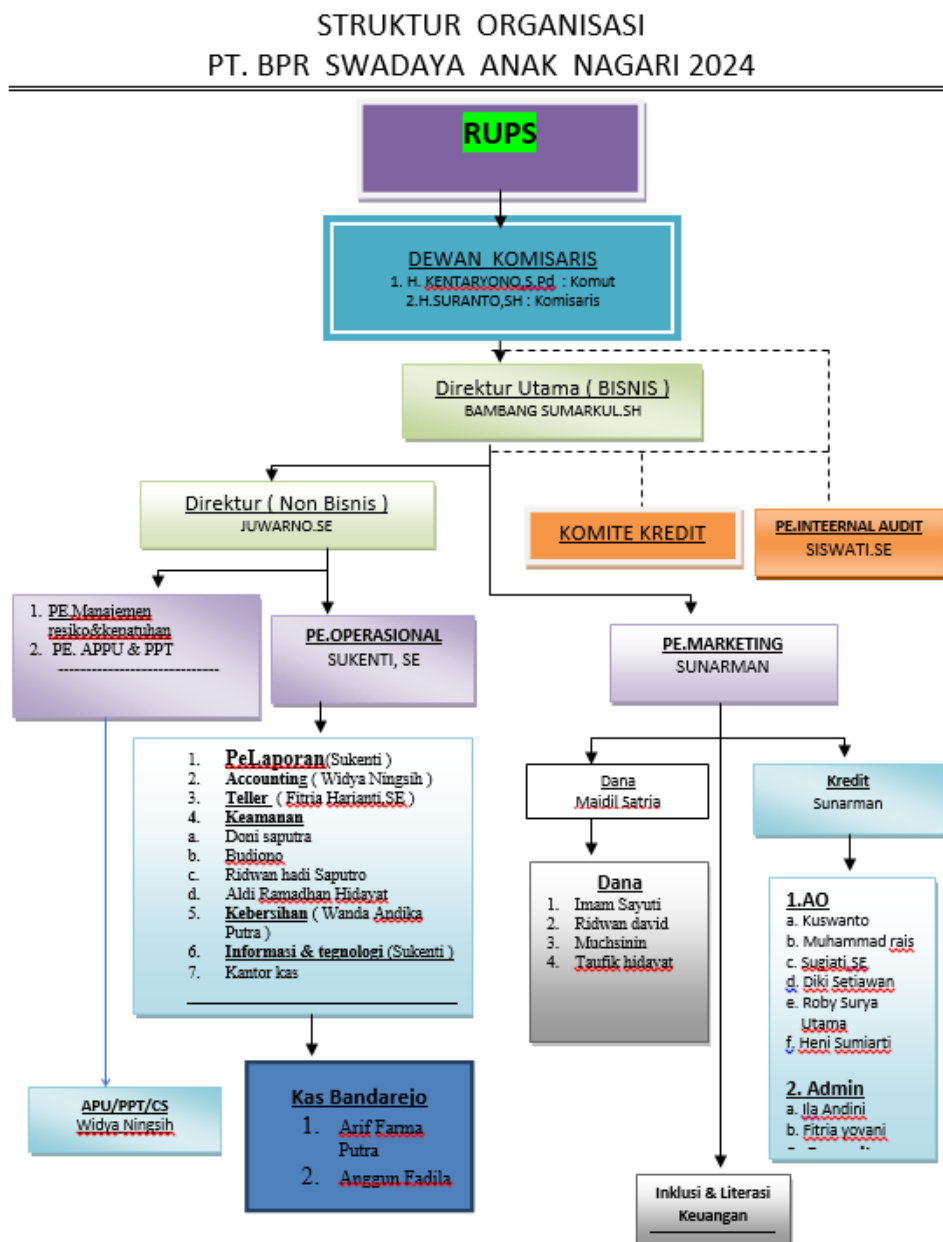 STRUKTUR ORGANISASI
PT. BPR SWADAYA ANAK NAGARI 2024
RUPS
DEWAN KOMISARIS
1. H. KENTARYONO,S.Pd : Komut
2.H.SURANTO,SH : Komisaris
Direktur Utama ( BISNIS )
BAMBANG SUMARKUL.SH
Direktur ( Non Bisnis )
JUWARNO.SE
KOMITE KREDIT
PE.INTEERNAL AUDIT
SISWATI.SE
1. PE.Manajemen
resiko&kepatuhan
2. PE. APPU & PPT
PE.OPERASIONAL
SUKENTI, SE
PE.MARKETING
SUNARMAN
1. PeLaporan(Sukenti )
2. Accounting ( Widya Ningsih )
3. Teller ( Fitria Harianti,SE )
4. Keamanan
a. Doni saputra
b. Budiono
c. Ridwan hadi Saputro
d. Aldi Ramadhan Hidayat
5. Kebersihan ( Wanda Andika
Putra )
6. Informasi & tegnologi (Sukenti )
7. Kantor kas
Dana
Maidil Satria
Kredit
Sunarman
Dana
1. Imam Sayuti
2. Ridwan david
3. Muchsinin
4. Taufik hidayat
1.AO
a. Kuswanto
b. Muhammad rais
c. Sugiati,SE
d. Diki Setiawan
e. Roby Surya
Utama
f. Heni Sumiarti
2. Admin
a. Ila Andini
b. Fitria yovani
APU/PPT/CS
Widya Ningsih
Kas Bandarejo
1. Arif Farma
Putra
2. Anggun Fadila
Inklusi & Literasi
Keuangan